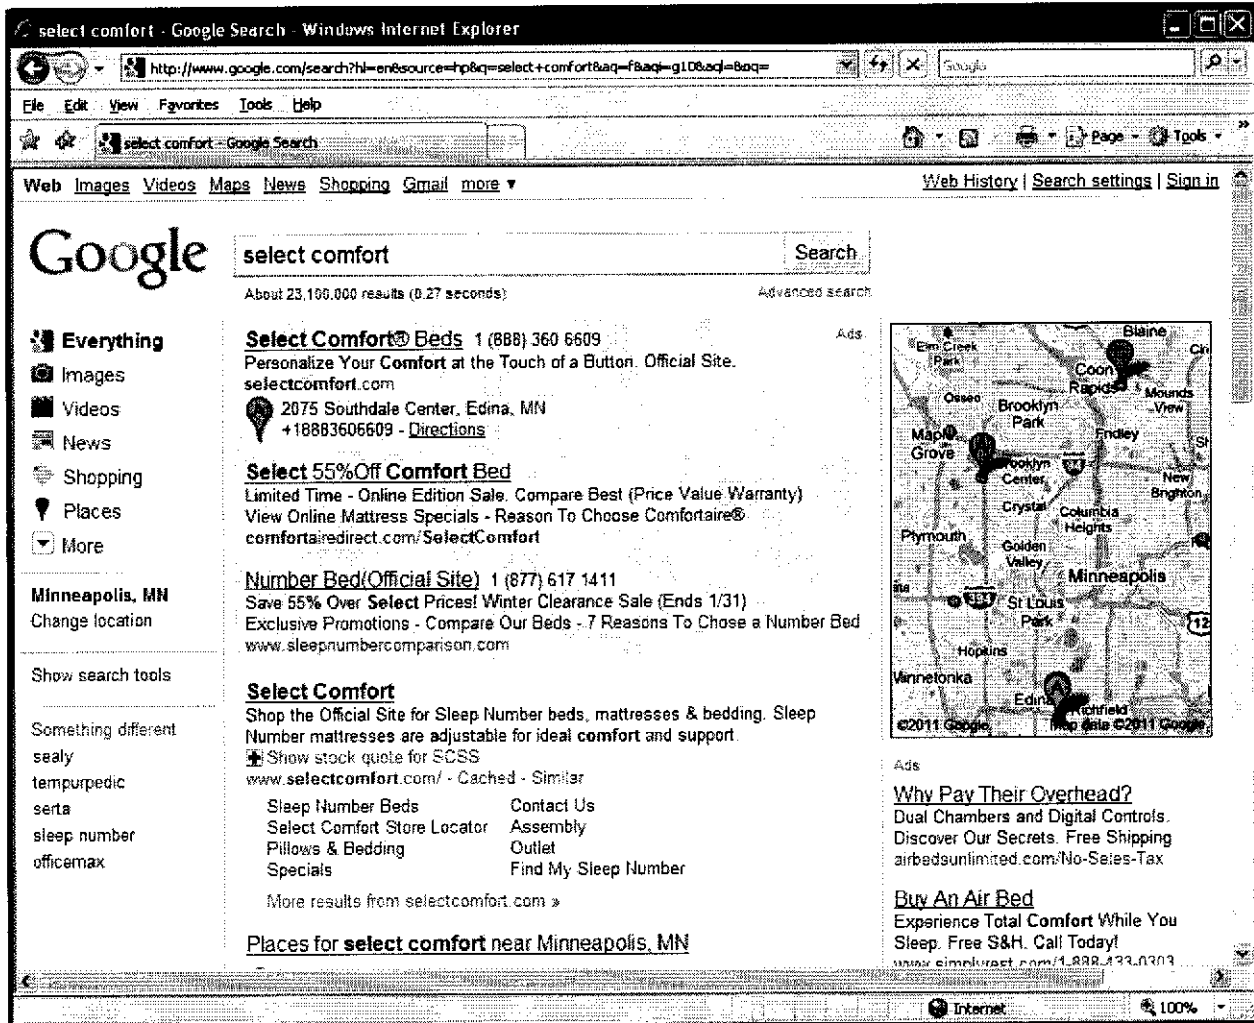 select comfort - Google Search - Windows Internet Explorer
http://www.google.com/search?hl=en&source=hp&q=select+comfort&aq=f&aqi=g10&aql=&oq=
Google
File Edit View Favorites Tools Help
select comfort - Google Search
Page Tools
Web Images Videos Maps News Shopping Gmail more ▼
Web History | Search settings | Sign in
Google
select comfort
Search
About 23,100,000 results (0.27 seconds)
Advanced search
Everything
Images
Videos
News
Shopping
Places
More
Minneapolis, MN
Change location
Show search tools
Something different
sealy
tempurpedic
serta
sleep number
officemax
Select Comfort® Beds 1 (888) 360 6609
Ads
Personalize Your Comfort at the Touch of a Button. Official Site.
selectcomfort.com
2075 Southdale Center, Edina, MN
+18883606609 - Directions
Select 55%Off Comfort Bed
Limited Time - Online Edition Sale. Compare Best (Price Value Warranty)
View Online Mattress Specials - Reason To Choose Comfortaire®
comfortairedirect.com/SelectComfort
Number Bed(Official Site) 1 (877) 617 1411
Save 55% Over Select Prices! Winter Clearance Sale (Ends 1/31)
Exclusive Promotions - Compare Our Beds - 7 Reasons To Chose a Number Bed
www.sleepnumbercomparison.com
Select Comfort
Shop the Official Site for Sleep Number beds, mattresses & bedding. Sleep
Number mattresses are adjustable for ideal comfort and support.
Show stock quote for SCSS
www.selectcomfort.com/ - Cached - Similar
Sleep Number Beds Contact Us
Select Comfort Store Locator Assembly
Pillows & Bedding Outlet
Specials Find My Sleep Number
More results from selectcomfort.com »
Places for select comfort near Minneapolis, MN
Blaine
Elm Creek
Park
Coon
Rapids
Mounds
View
Osseo
Brooklyn
Park
Maple
Grove
Fridley
Brooklyn
Center
94
New
Brighton
Crystal
Columbia
Heights
Plymouth
Golden
Valley
Minneapolis
394
St Louis
Park
12
Hopkins
Minnetonka
Edina
Richfield
©2011 Google
Map data ©2011 Google
Ads
Why Pay Their Overhead?
Dual Chambers and Digital Controls.
Discover Our Secrets. Free Shipping
airbedsunlimited.com/No-Sales-Tax
Buy An Air Bed
Experience Total Comfort While You
Sleep. Free S&H. Call Today!
www.simplyrest.com/1-888-433-0303
Internet
100%